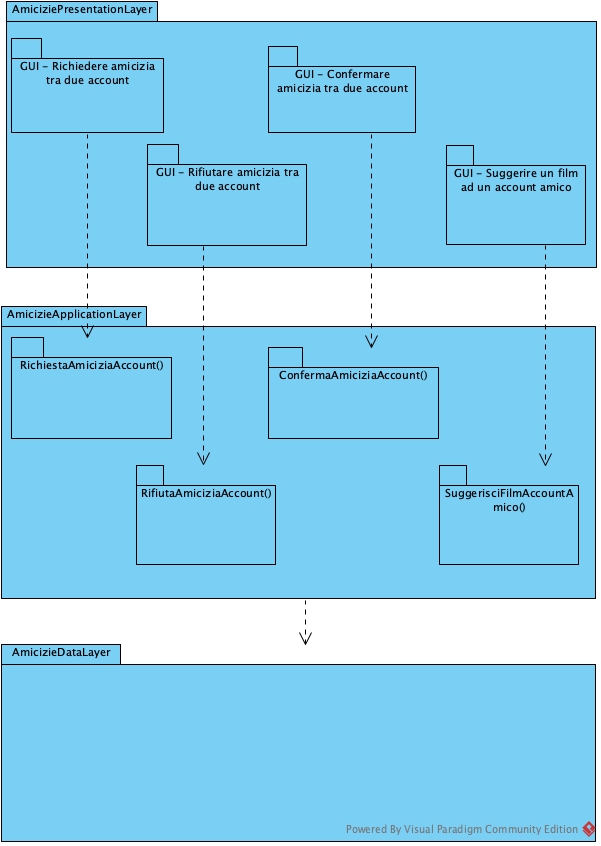 AmiciziePresentationLayer
GUI – Richiedere amicizia
tra due account
GUI – Confermare
amicizia tra due account
GUI – Rifiutare amicizia tra
due account
GUI – Suggerire un film
ad un account amico
AmicizieApplicationLayer
RichiestaAmiciziaAccount()
ConfermaAmiciziaAccount()
RifiutaAmiciziaAccount()
SuggerisciFilmAccountA
mico()
AmicizieDataLayer
Powered By Visual Paradigm Community Edition